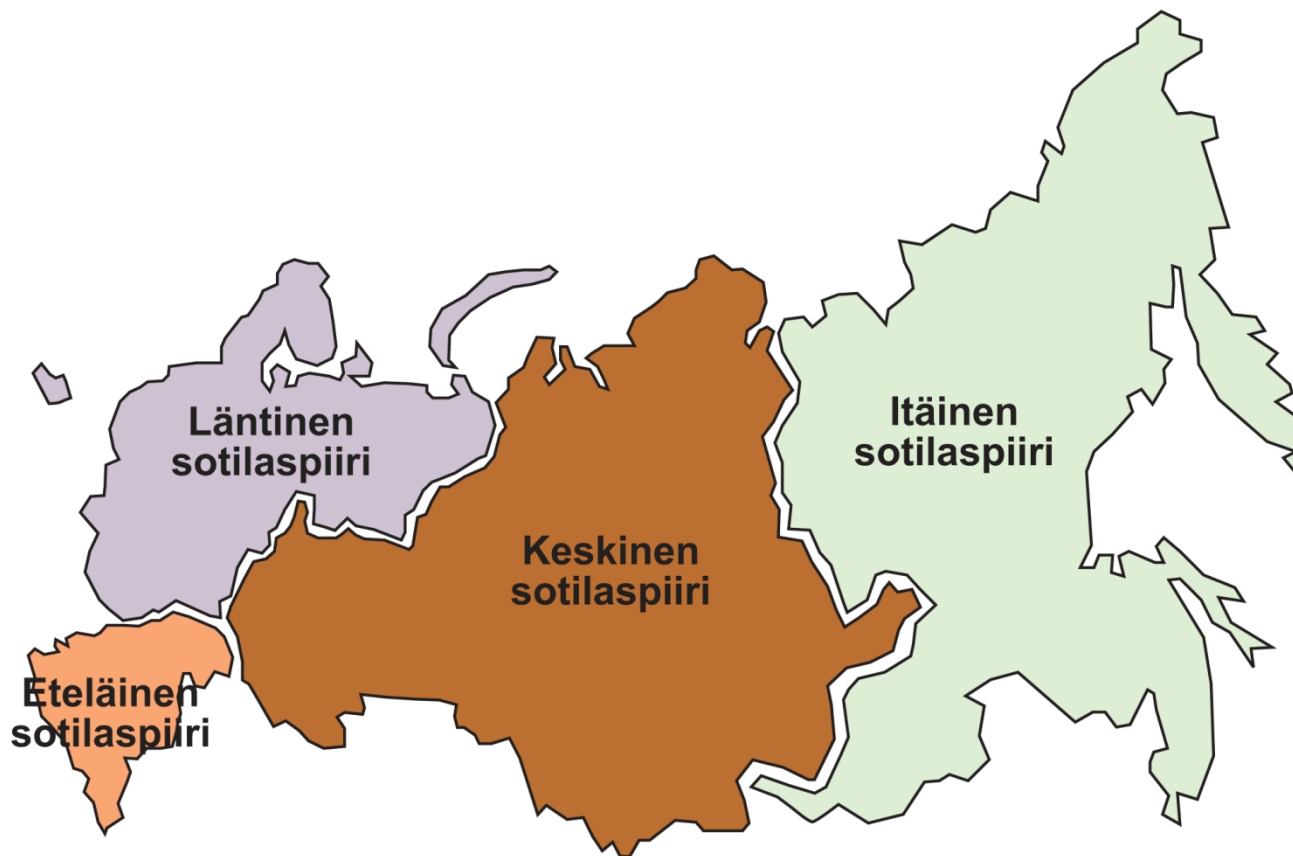 Läntinen
sotilaspiiri
Itäinen
sotilaspiiri
Keskinen
sotilaspiiri
Eteläinen
sotilaspiiri